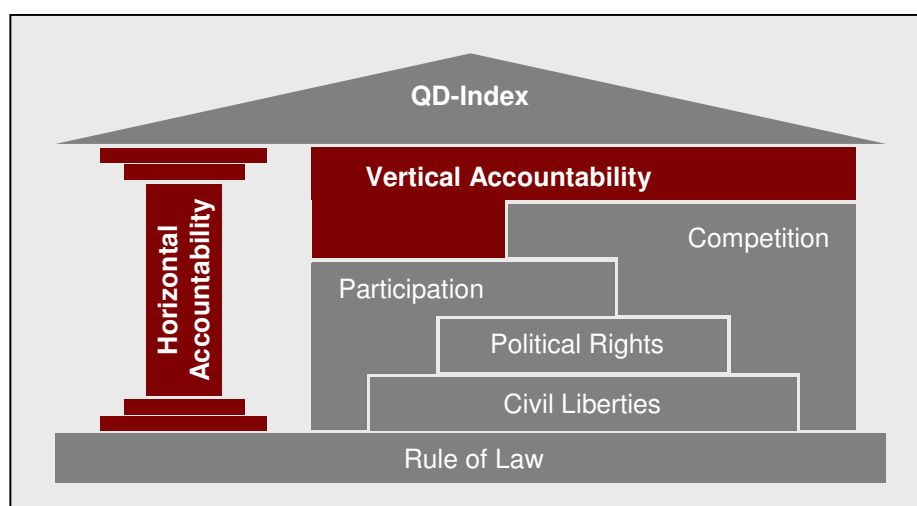 QD-Index
Vertical Accountability
Horizontal
Accountability
Competition
Participation
Political Rights
Civil Liberties
Rule of Law